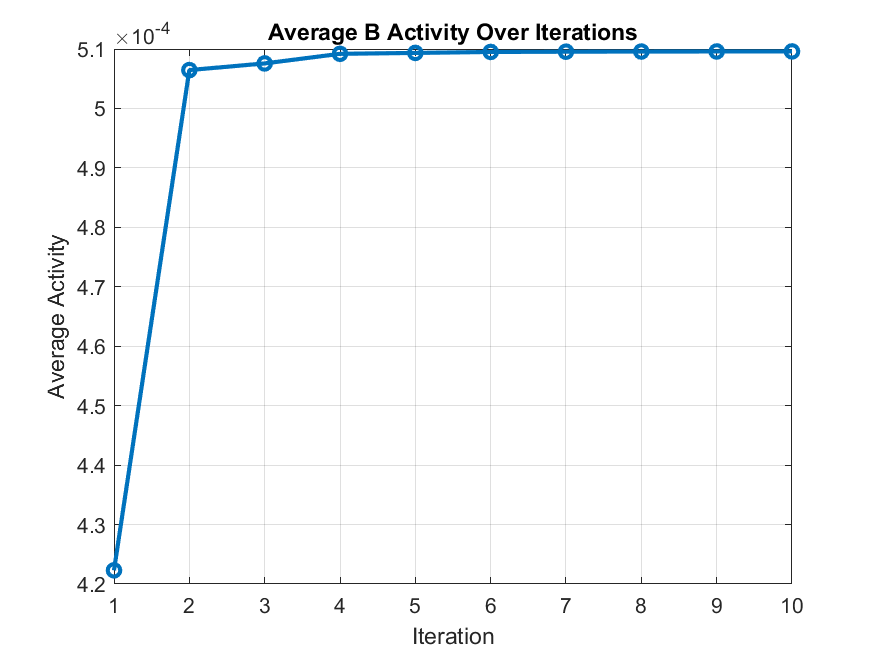 Average B Activity Over Iterations
×10⁻⁴
5.1
5
4.9
4.8
4.7
4.6
4.5
4.4
4.3
4.2
Average Activity
1 2 3 4 5 6 7 8 9 10
Iteration